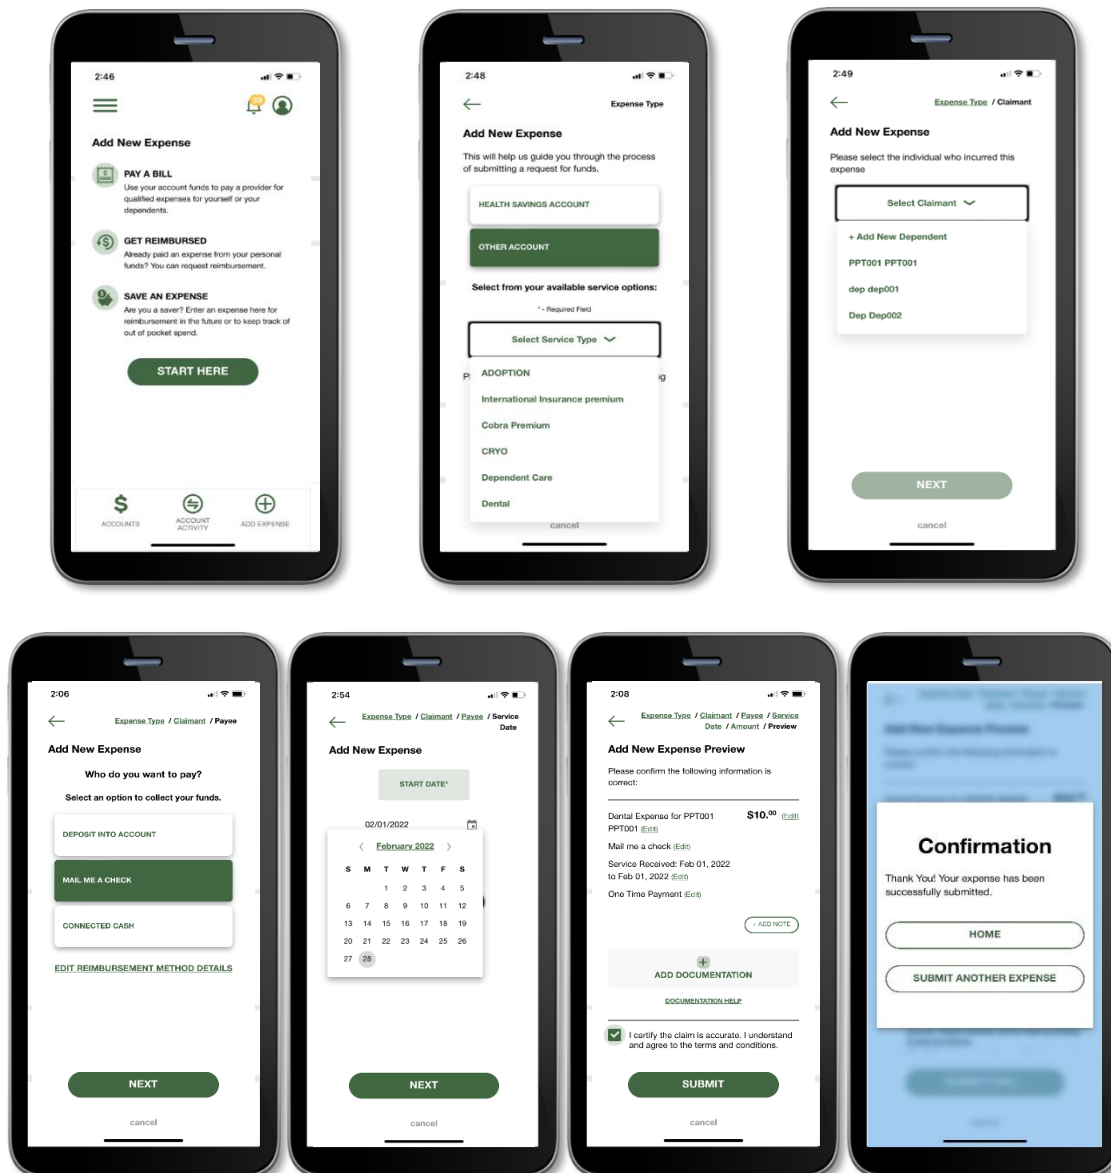 2:46
38
Add New Expense
PAY A BILL
Use your account funds to pay a provider for
qualified expenses for yourself or your
dependents.
GET REIMBURSED
Already paid an expense from your personal
funds? You can request reimbursement.
SAVE AN EXPENSE
Are you a saver? Enter an expense here for
reimbursement in the future or to keep track of
out of pocket spend.
START HERE
ACCOUNTS
ACCOUNT
ACTIVITY
ADD EXPENSE
2:48
Expense Type
Add New Expense
This will help us guide you through the process
of submitting a request for funds.
HEALTH SAVINGS ACCOUNT
OTHER ACCOUNT
Select from your available service options:
* - Required Field
Select Service Type
ADOPTION
International Insurance premium
Cobra Premium
CRYO
Dependent Care
Dental
cancel
2:49
Expense Type / Claimant
Add New Expense
Please select the individual who incurred this
expense
Select Claimant
+ Add New Dependent
PPT001 PPT001
dep dep001
Dep Dep002
NEXT
cancel
2:06
Expense Type / Claimant / Payee
Add New Expense
Who do you want to pay?
Select an option to collect your funds.
DEPOSIT INTO ACCOUNT
MAIL ME A CHECK
CONNECTED CASH
EDIT REIMBURSEMENT METHOD DETAILS
NEXT
cancel
2:54
Expense Type / Claimant / Payee / Service
Date
Add New Expense
START DATE*
02/01/2022
February 2022
S M T W T F S
1 2 3 4 5
6 7 8 9 10 11 12
13 14 15 16 17 18 19
20 21 22 23 24 25 26
27 28
NEXT
cancel
2:08
Expense Type / Claimant / Payee / Service
Date / Amount / Preview
Add New Expense Preview
Please confirm the following information is
correct:
Dental Expense for PPT001 $10.00 (Edit)
PPT001 (Edit)
Mail me a check (Edit)
Service Received: Feb 01, 2022
to Feb 01, 2022 (Edit)
One Time Payment (Edit)
+ ADD NOTE
ADD DOCUMENTATION
DOCUMENTATION HELP
I certify the claim is accurate. I understand
and agree to the terms and conditions.
SUBMIT
cancel
Confirmation
Thank You! Your expense has been
successfully submitted.
HOME
SUBMIT ANOTHER EXPENSE